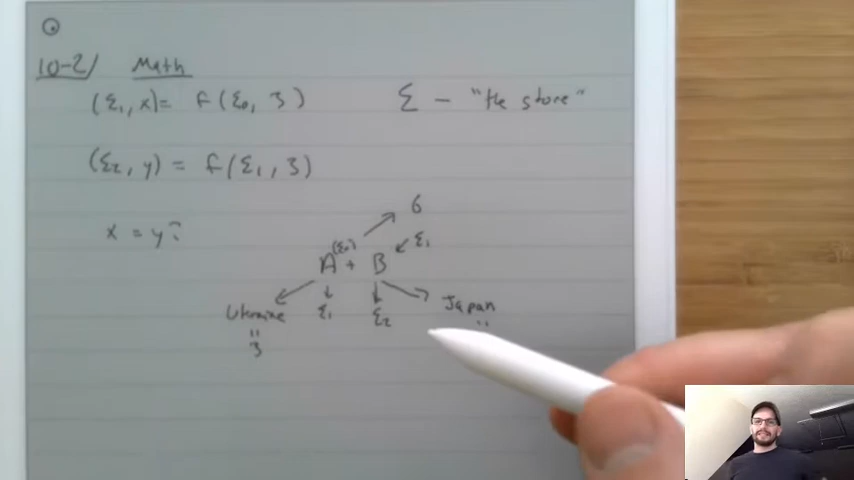 10-2/ Math
(Σ₁, x) = f(Σ₀, 3)
Σ - "the store"
(Σ₂, y) = f(Σ₁, 3)
x = y?
6
A(Σ₀) + B
Σ₁
Ukraine
Σ₁
Σ₂
Japan
"
"
3